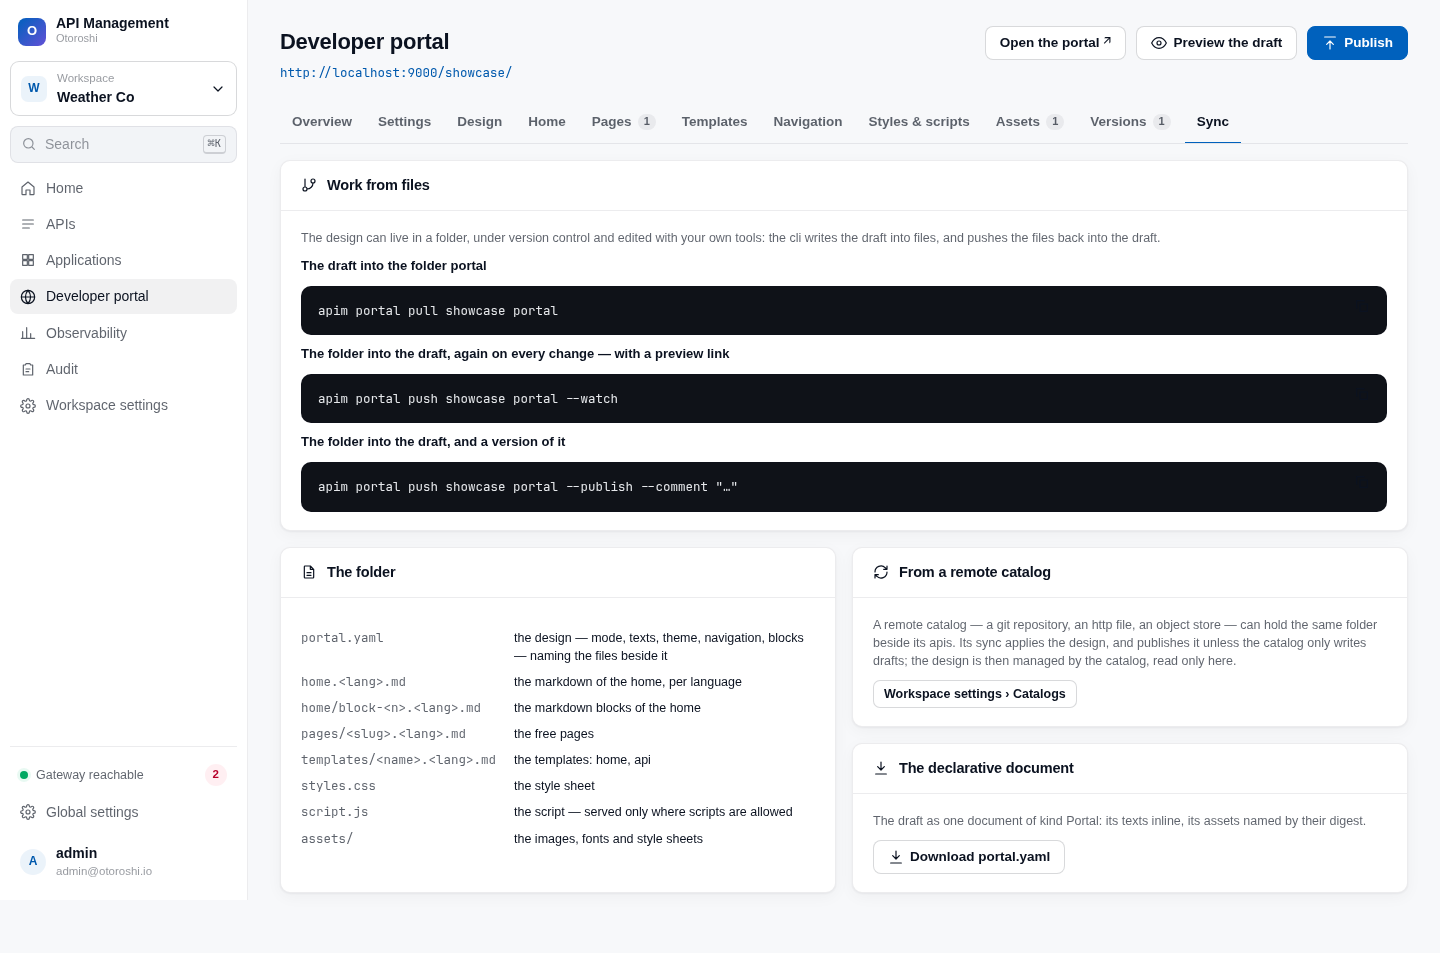 O
API Management
Otoroshi
W
Workspace
Weather Co
Search
⌘K
Home
APIs
Applications
Developer portal
Observability
Audit
Workspace settings
Gateway reachable
2
Global settings
A
admin
admin@otoroshi.io
Developer portal
http://localhost:9000/showcase/
Open the portal ↗
Preview the draft
Publish
Overview
Settings
Design
Home
Pages 1
Templates
Navigation
Styles & scripts
Assets 1
Versions 1
Sync
Work from files
The design can live in a folder, under version control and edited with your own tools: the cli writes the draft into files, and pushes the files back into the draft.
The draft into the folder portal
apim portal pull showcase portal
The folder into the draft, again on every change — with a preview link
apim portal push showcase portal --watch
The folder into the draft, and a version of it
apim portal push showcase portal --publish --comment "…"
The folder
portal.yaml
the design — mode, texts, theme, navigation, blocks
— naming the files beside it
home.<lang>.md
the markdown of the home, per language
home/block-<n>.<lang>.md
the markdown blocks of the home
pages/<slug>.<lang>.md
the free pages
templates/<name>.<lang>.md
the templates: home, api
styles.css
the style sheet
script.js
the script — served only where scripts are allowed
assets/
the images, fonts and style sheets
From a remote catalog
A remote catalog — a git repository, an http file, an object store — can hold the same folder
beside its apis. Its sync applies the design, and publishes it unless the catalog only writes
drafts; the design is then managed by the catalog, read only here.
Workspace settings › Catalogs
The declarative document
The draft as one document of kind Portal: its texts inline, its assets named by their digest.
Download portal.yaml